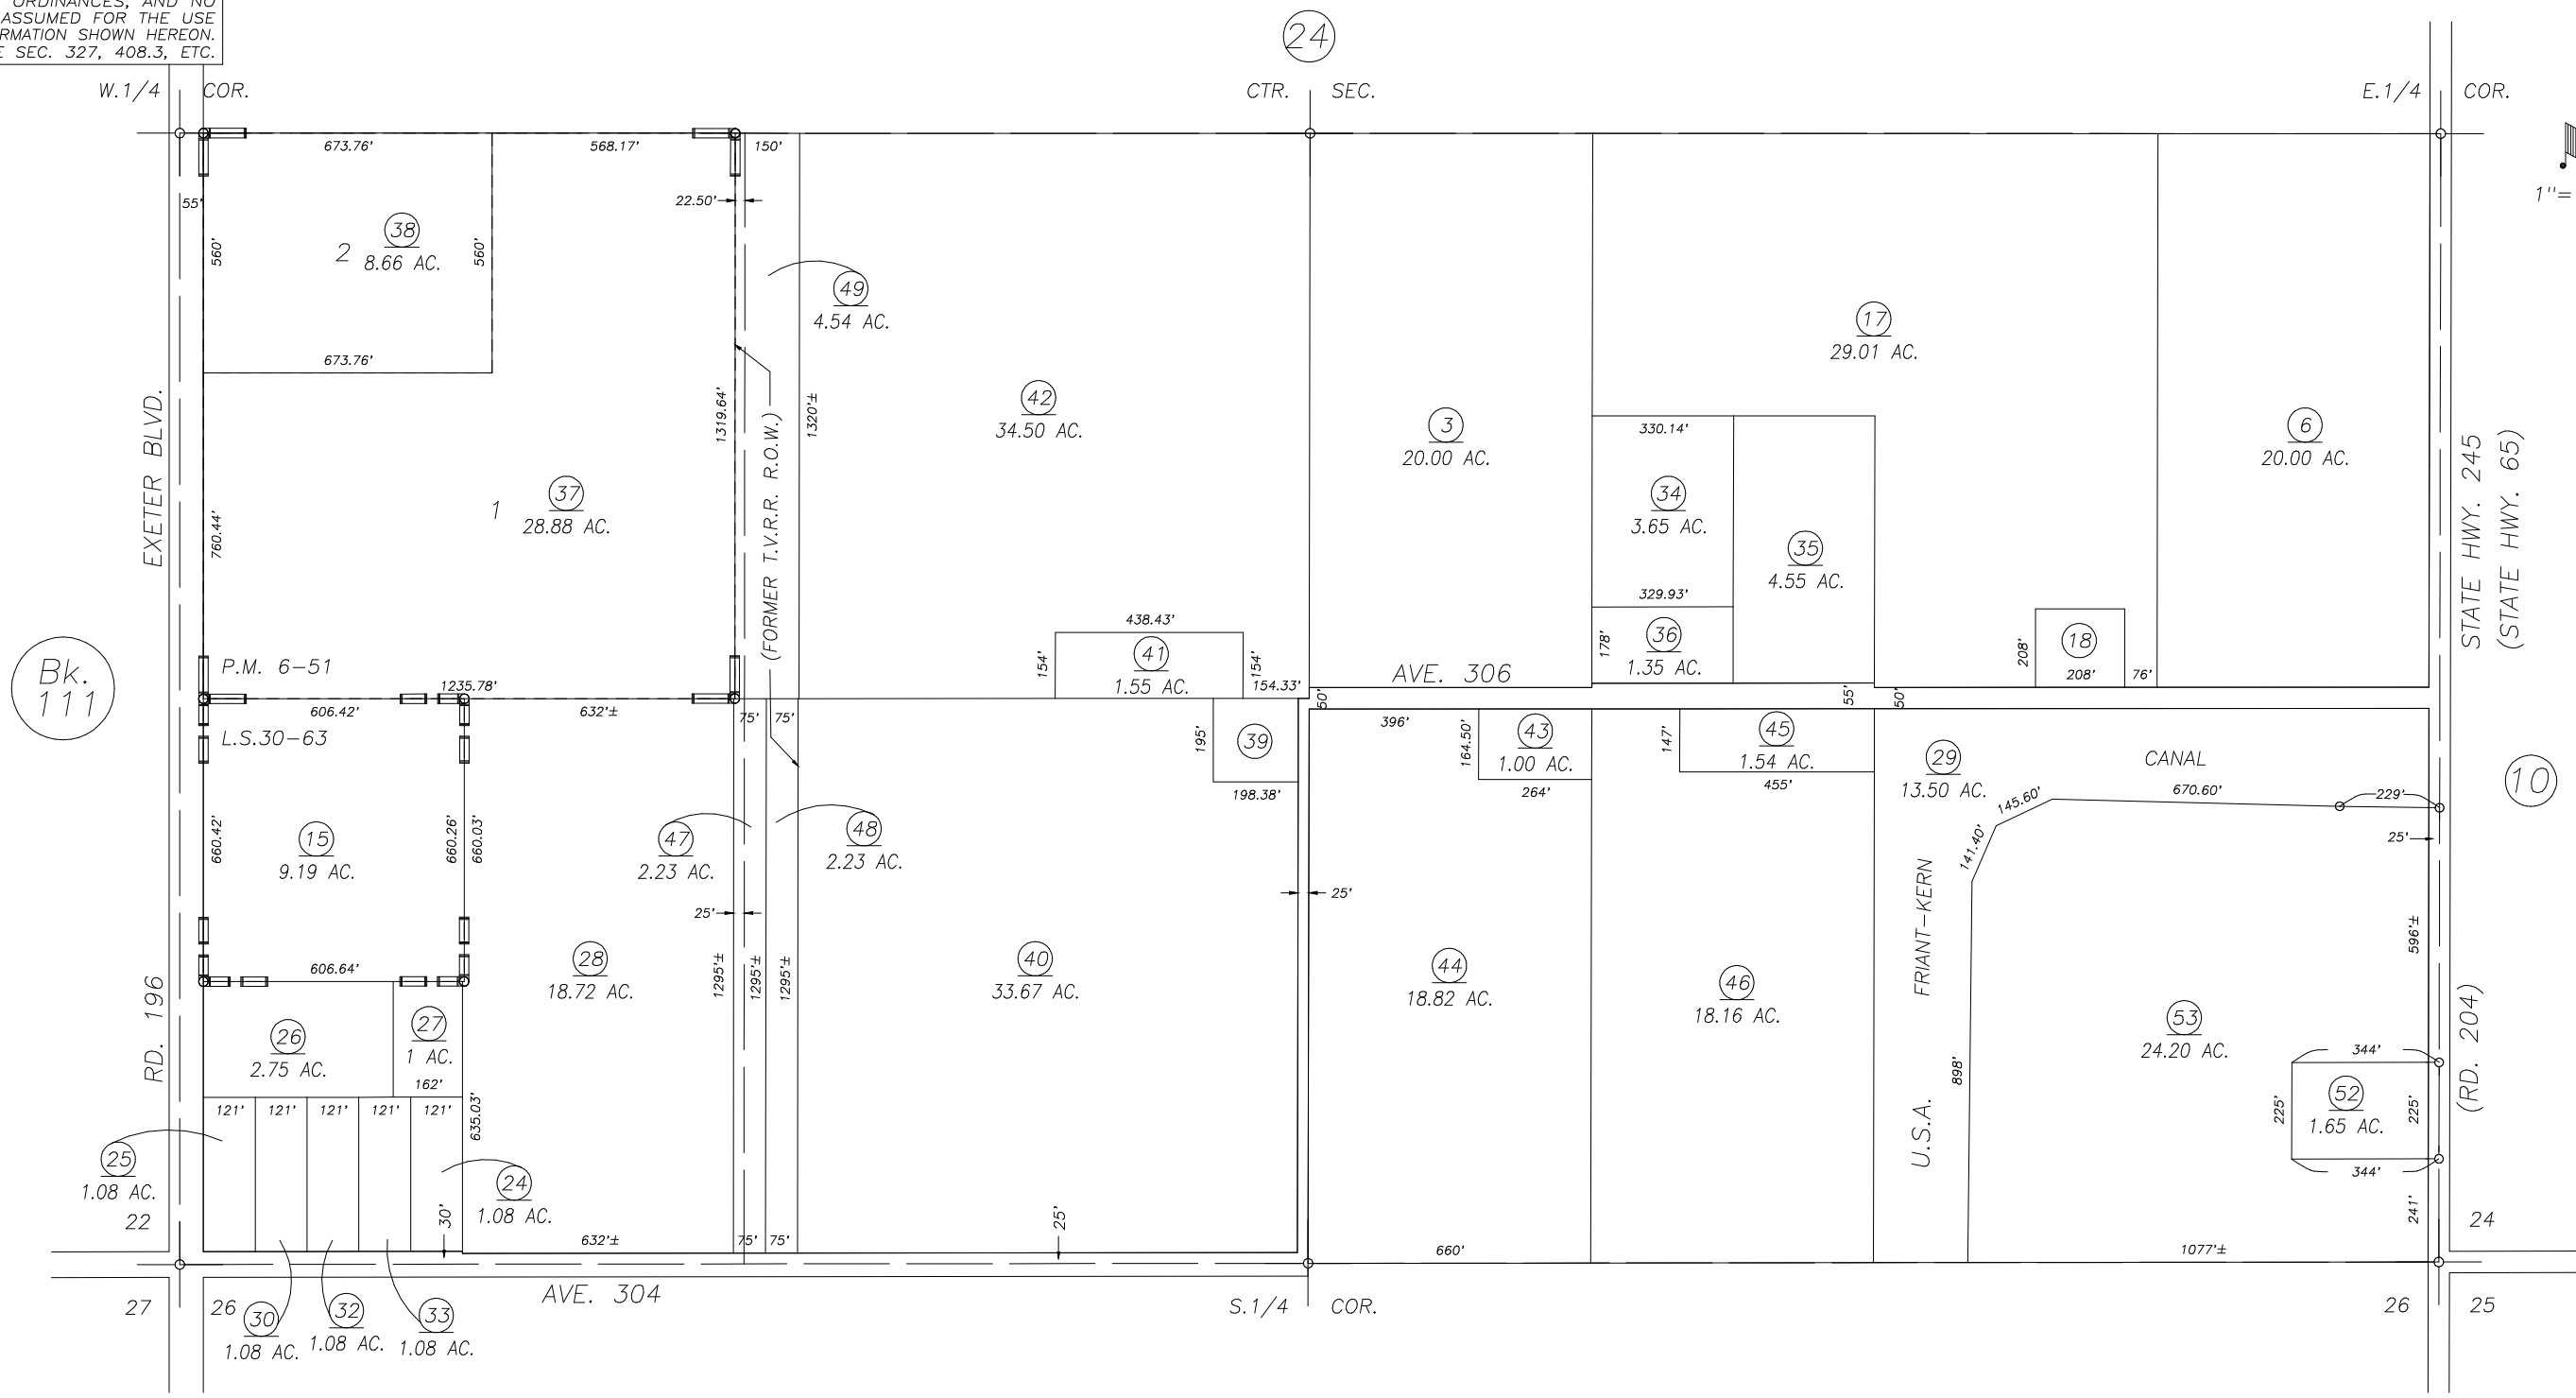 ORDINANCES, AND NO
ASSUMED FOR THE USE
RMATION SHOWN HEREON.
SEC. 327, 408.3, ETC.
24
W.1/4 COR.
CTR. SEC.
E.1/4 COR.
1"=
673.76'
568.17'
150'
55'
22.50'
560'
2
38
8.66 AC.
560'
673.76'
49
4.54 AC.
1319.64'
1320'±
(FORMER T.V.R.R. R.O.W.)
42
34.50 AC.
3
20.00 AC.
17
29.01 AC.
6
20.00 AC.
330.14'
34
3.65 AC.
329.93'
35
4.55 AC.
178'
36
1.35 AC.
208'
18
208'
76'
EXETER BLVD.
760.44'
1
37
28.88 AC.
STATE HWY. 245
(STATE HWY. 65)
Bk.
111
P.M. 6-51
1235.78'
438.43'
154'
41
1.55 AC.
154'
154.33'
AVE. 306
50'
55'
50'
606.42'
632'±
75'
75'
L.S.30-63
195'
39
198.38'
396'
164.50'
43
1.00 AC.
264'
147'
45
1.54 AC.
455'
29
13.50 AC.
CANAL
145.60'
670.60'
229'
141.40'
25'
10
660.42'
15
9.19 AC.
660.26'
660.03'
47
2.23 AC.
48
2.23 AC.
25'
25'
606.64'
28
18.72 AC.
1295'±
1295'±
1295'±
40
33.67 AC.
44
18.82 AC.
46
18.16 AC.
U.S.A. FRIANT-KERN
898'
596'±
53
24.20 AC.
RD. 196
26
2.75 AC.
27
1 AC.
162'
(RD. 204)
344'
225'
52
1.65 AC.
225'
344'
121'
121'
121'
121'
121'
635.03'
25
1.08 AC.
24
1.08 AC.
22
30'
632'±
75'
75'
25'
660'
1077'±
241'
24
27
26
AVE. 304
S.1/4 COR.
26
25
30
1.08 AC.
32
1.08 AC.
33
1.08 AC.